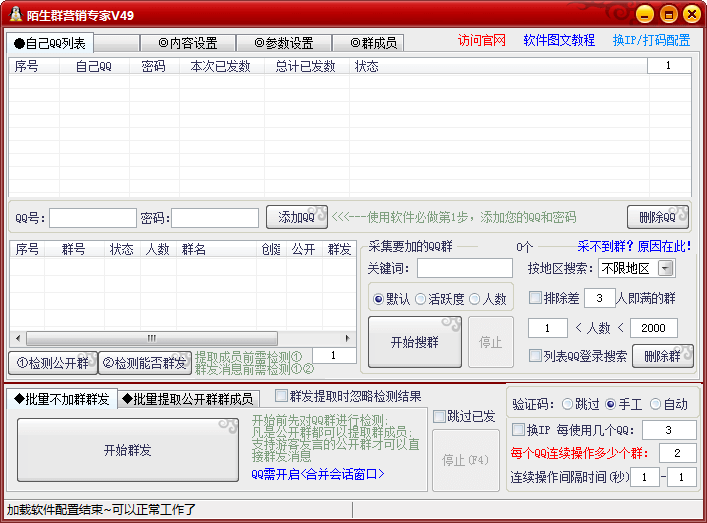 陌生群营销专家V49
●自己QQ列表 ◎内容设置 ◎参数设置 ◎群成员 访问官网 软件图文教程 换IP/打码配置
序号 自己QQ 密码 本次已发数 总计已发数 状态 1
QQ号: 密码: 添加QQ <<<---使用软件必做第1步，添加您的QQ和密码 删除QQ
序号 群号 状态 人数 群名 创建 公开 群发
采集要加的QQ群 0个 采不到群？原因在此!
关键词: 按地区搜索: 不限地区
默认 活跃度 人数 排除差 3 人即满的群
开始搜群 停止 1 < 人数 < 2000
列表QQ登录搜索 删除群
①检测公开群 ②检测能否群发 提取成员前需检测① 1
群发消息前需检测①②
◆批量不加群群发 ◆批量提取公开群群成员 群发提取时忽略检测结果
开始群发
开始前先对QQ群进行检测;
凡是公开群都可以提取群成员;
支持游客发言的公开群才可以直
接群发消息
QQ需开启<合并会话窗口>
跳过已发
停止(F4)
验证码: 跳过 手工 自动
换IP 每使用几个QQ: 3
每个QQ连续操作多少个群: 2
连续操作间隔时间(秒) 1 - 1
加载软件配置结束~可以正常工作了